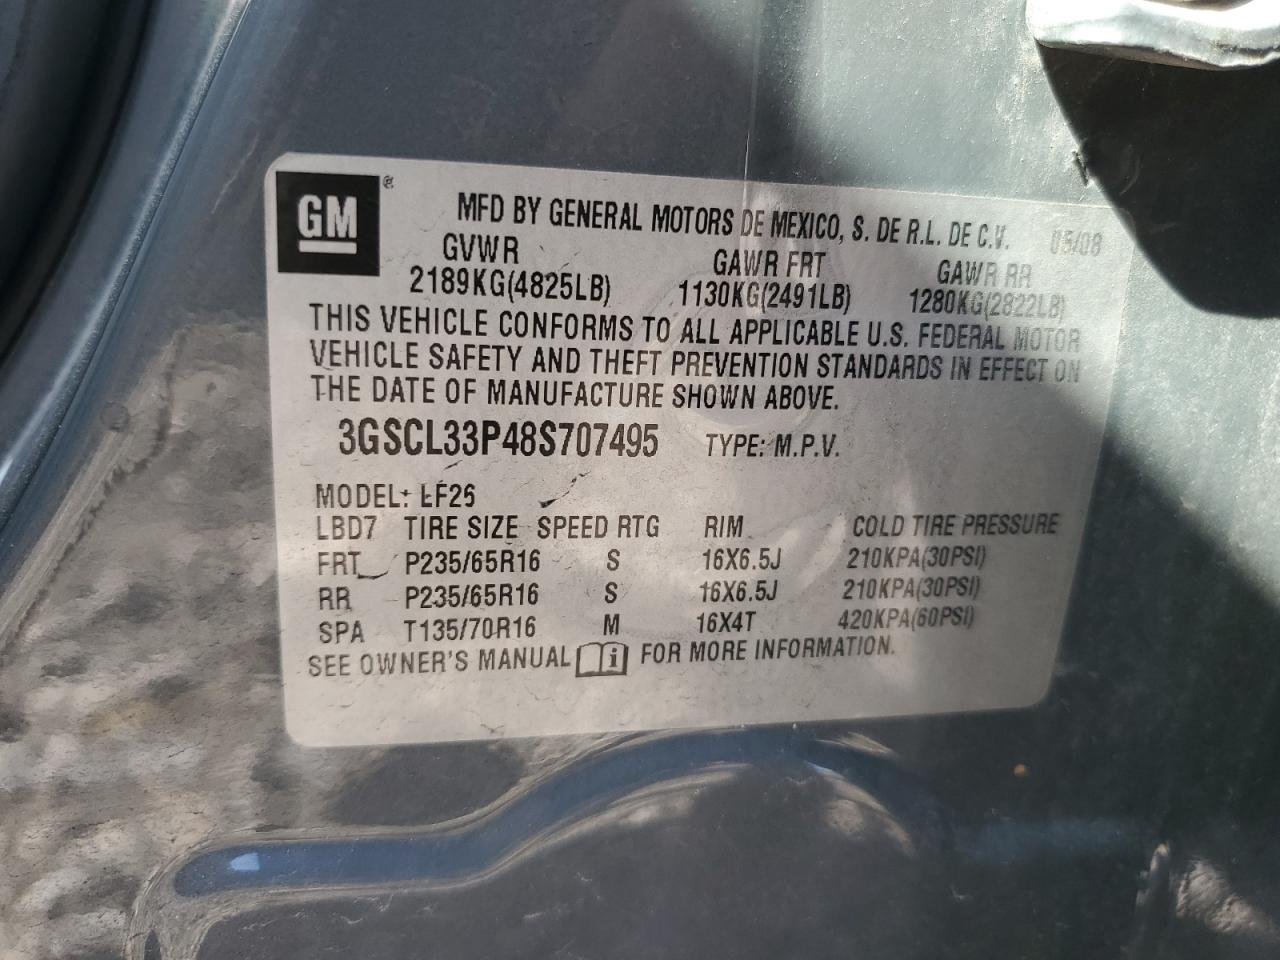 GM ®
MFD BY GENERAL MOTORS DE MEXICO, S. DE R.L. DE C.V. 05/08
GVWR GAWR FRT GAWR RR
2189KG(4825LB) 1130KG(2491LB) 1280KG(2822LB)
THIS VEHICLE CONFORMS TO ALL APPLICABLE U.S. FEDERAL MOTOR
VEHICLE SAFETY AND THEFT PREVENTION STANDARDS IN EFFECT ON
THE DATE OF MANUFACTURE SHOWN ABOVE.
3GSCL33P48S707495 TYPE: M.P.V.
MODEL: LF26
LBD7 TIRE SIZE SPEED RTG RIM COLD TIRE PRESSURE
FRT P235/65R16 S 16X6.5J 210KPA(30PSI)
RR P235/65R16 S 16X6.5J 210KPA(30PSI)
SPA T135/70R16 M 16X4T 420KPA(60PSI)
SEE OWNER'S MANUAL i FOR MORE INFORMATION.